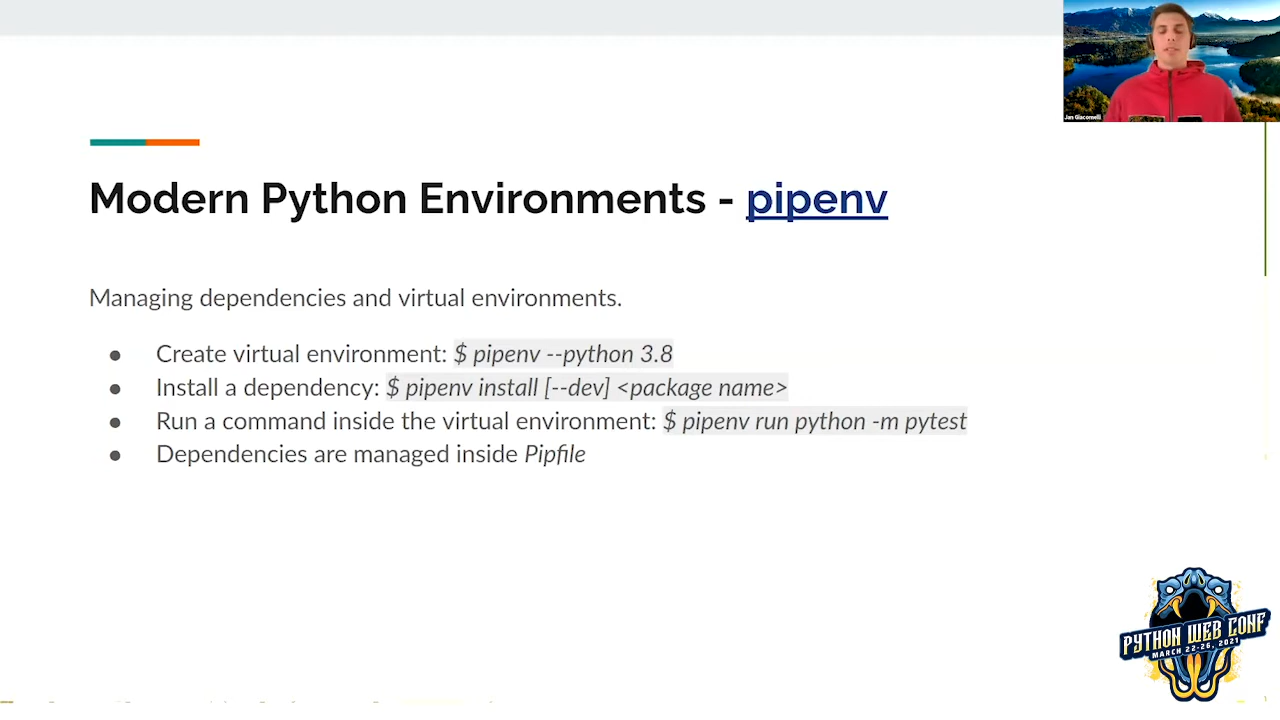 Jan Giacomelli
Modern Python Environments - pipenv
Managing dependencies and virtual environments.
● Create virtual environment: $ pipenv --python 3.8
● Install a dependency: $ pipenv install [--dev] <package name>
● Run a command inside the virtual environment: $ pipenv run python -m pytest
● Dependencies are managed inside Pipfile
PYTHON WEB CONF
MARCH 22-26, 2021